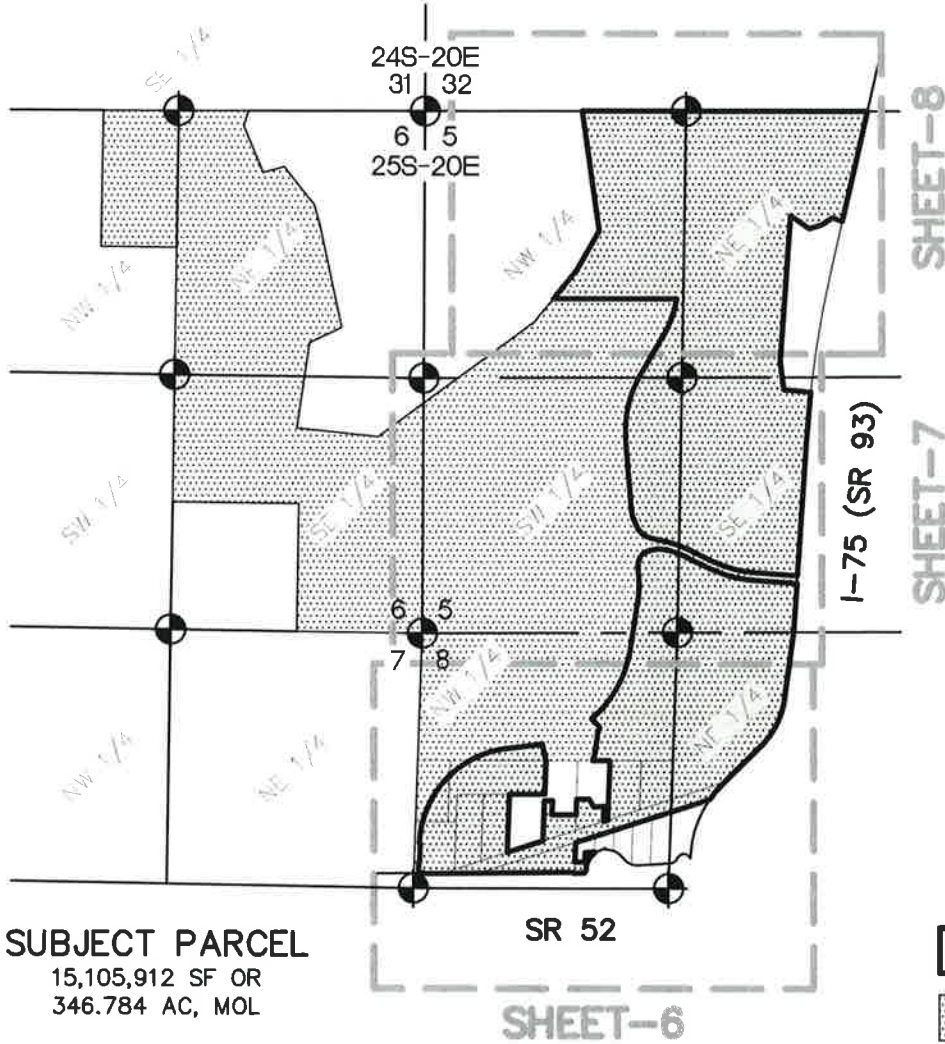 24S-20E
31 32
6 5
25S-20E
SE 1/4
NW 1/4
NE 1/4
NW 1/4
NE 1/4
SHEET-8
SW 1/4
SE 1/4
SW 1/4
SE 1/4
I-75 (SR 93)
SHEET-7
6 5
7 8
NW 1/4
NE 1/4
NW 1/4
NE 1/4
SUBJECT PARCEL
15,105,912 SF OR
346.784 AC, MOL
SR 52
SHEET-6